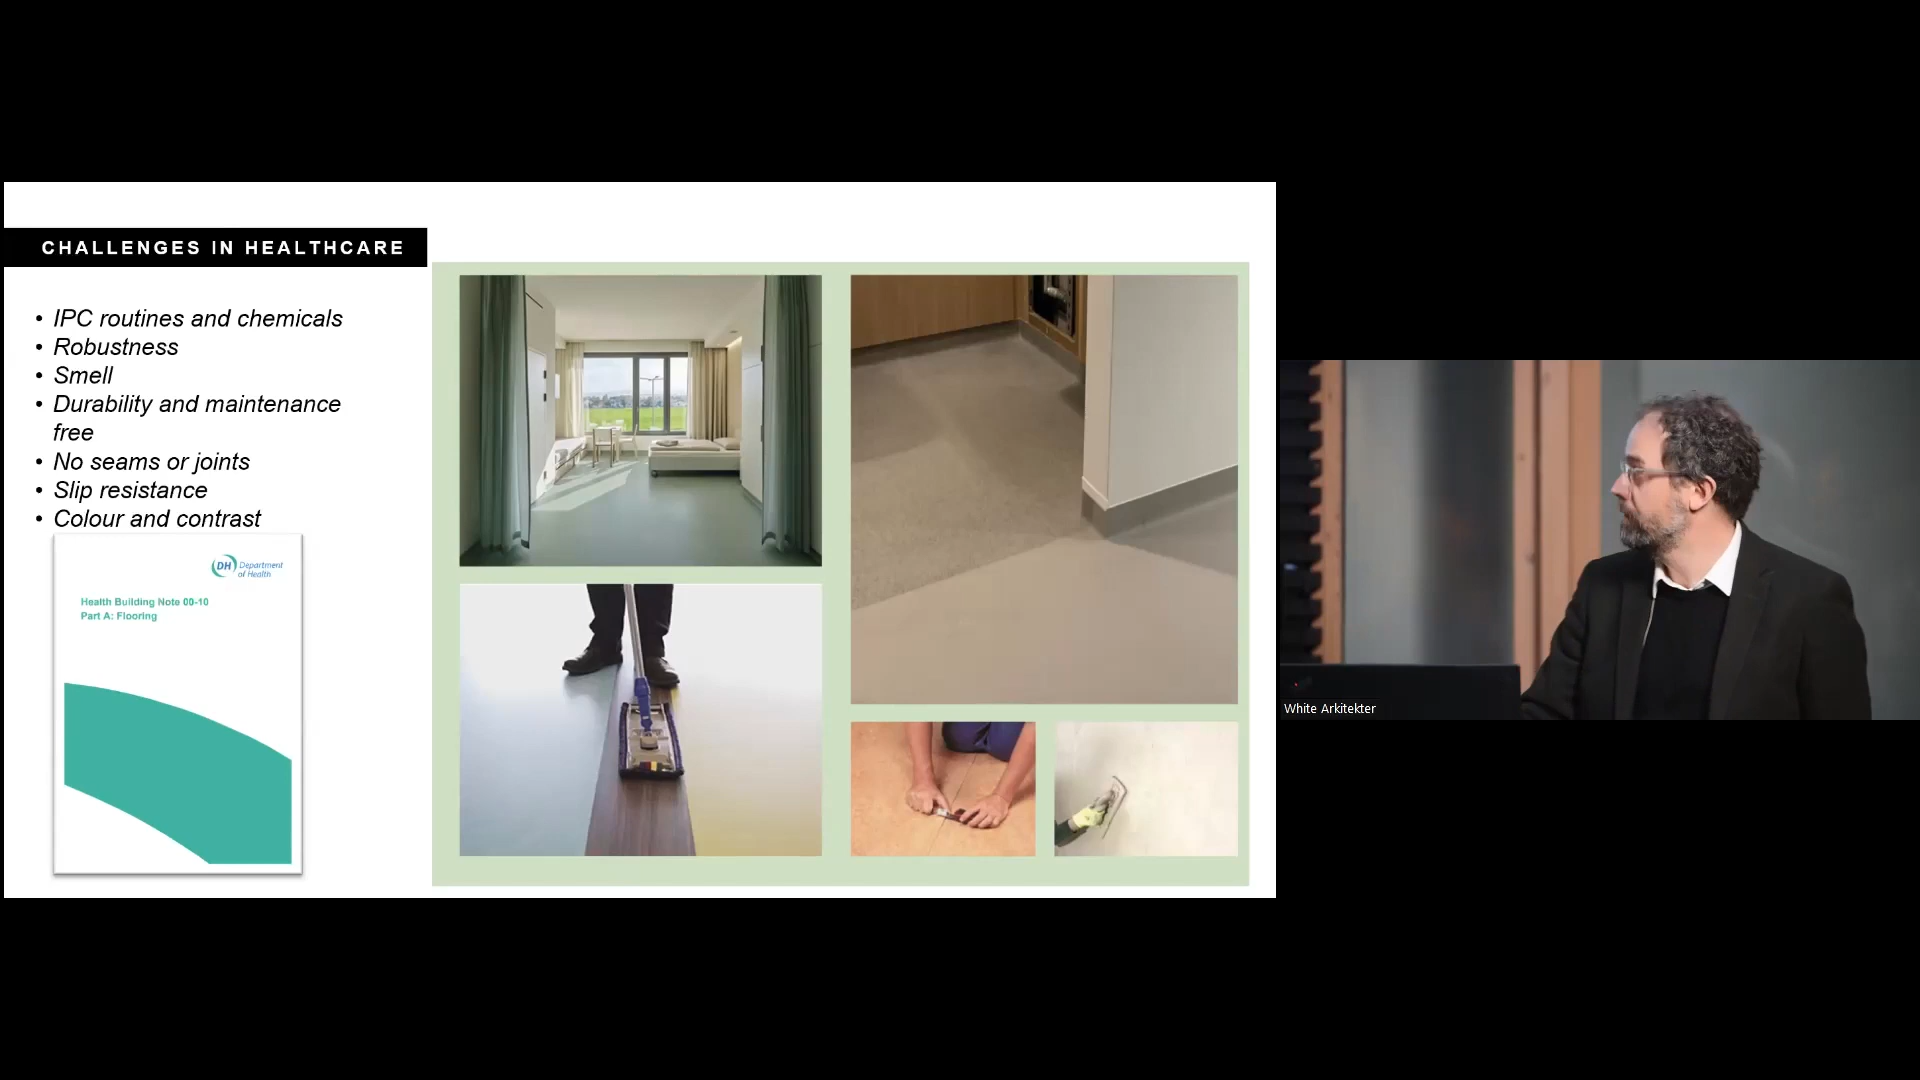 CHALLENGES IN HEALTHCARE
• IPC routines and chemicals
• Robustness
• Smell
• Durability and maintenance
free
• No seams or joints
• Slip resistance
• Colour and contrast
DH Department
of Health
Health Building Note 00-10
Part A: Flooring
White Arkitekter